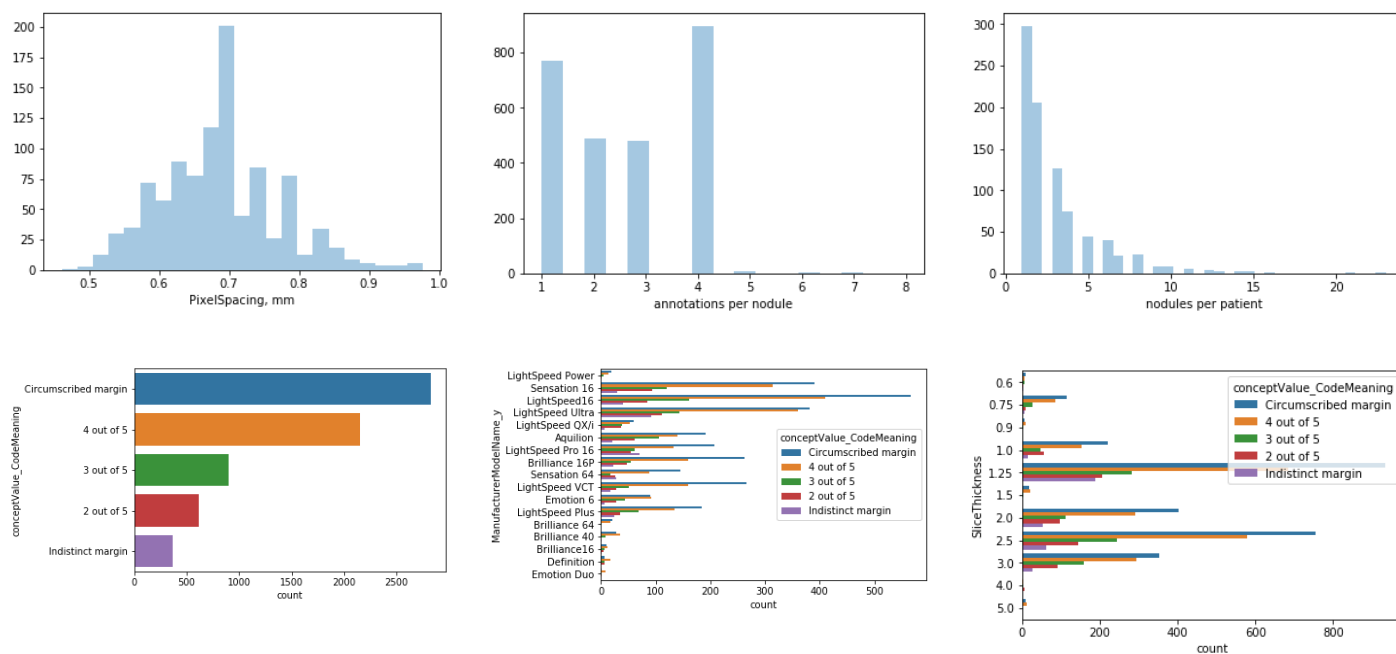 200
175
150
125
100
75
50
25
0
0.5 0.6 0.7 0.8 0.9 1.0
PixelSpacing, mm
800
600
400
200
0
1 2 3 4 5 6 7 8
annotations per nodule
300
250
200
150
100
50
0
0 5 10 15 20
nodules per patient
conceptValue_CodeMeaning
Circumscribed margin
4 out of 5
3 out of 5
2 out of 5
Indistinct margin
0 500 1000 1500 2000 2500
count
ManufacturerModelName_y
LightSpeed Power
Sensation 16
LightSpeed16
LightSpeed Ultra
LightSpeed QX/i
Aquilion
LightSpeed Pro 16
Brilliance 16P
Sensation 64
LightSpeed VCT
Emotion 6
LightSpeed Plus
Brilliance 64
Brilliance 40
Brilliance16
Definition
Emotion Duo
conceptValue_CodeMeaning
Circumscribed margin
4 out of 5
3 out of 5
2 out of 5
Indistinct margin
0 100 200 300 400 500
count
SliceThickness
0.6
0.75
0.9
1.0
1.25
1.5
2.0
2.5
3.0
4.0
5.0
conceptValue_CodeMeaning
Circumscribed margin
4 out of 5
3 out of 5
2 out of 5
Indistinct margin
0 200 400 600 800
count